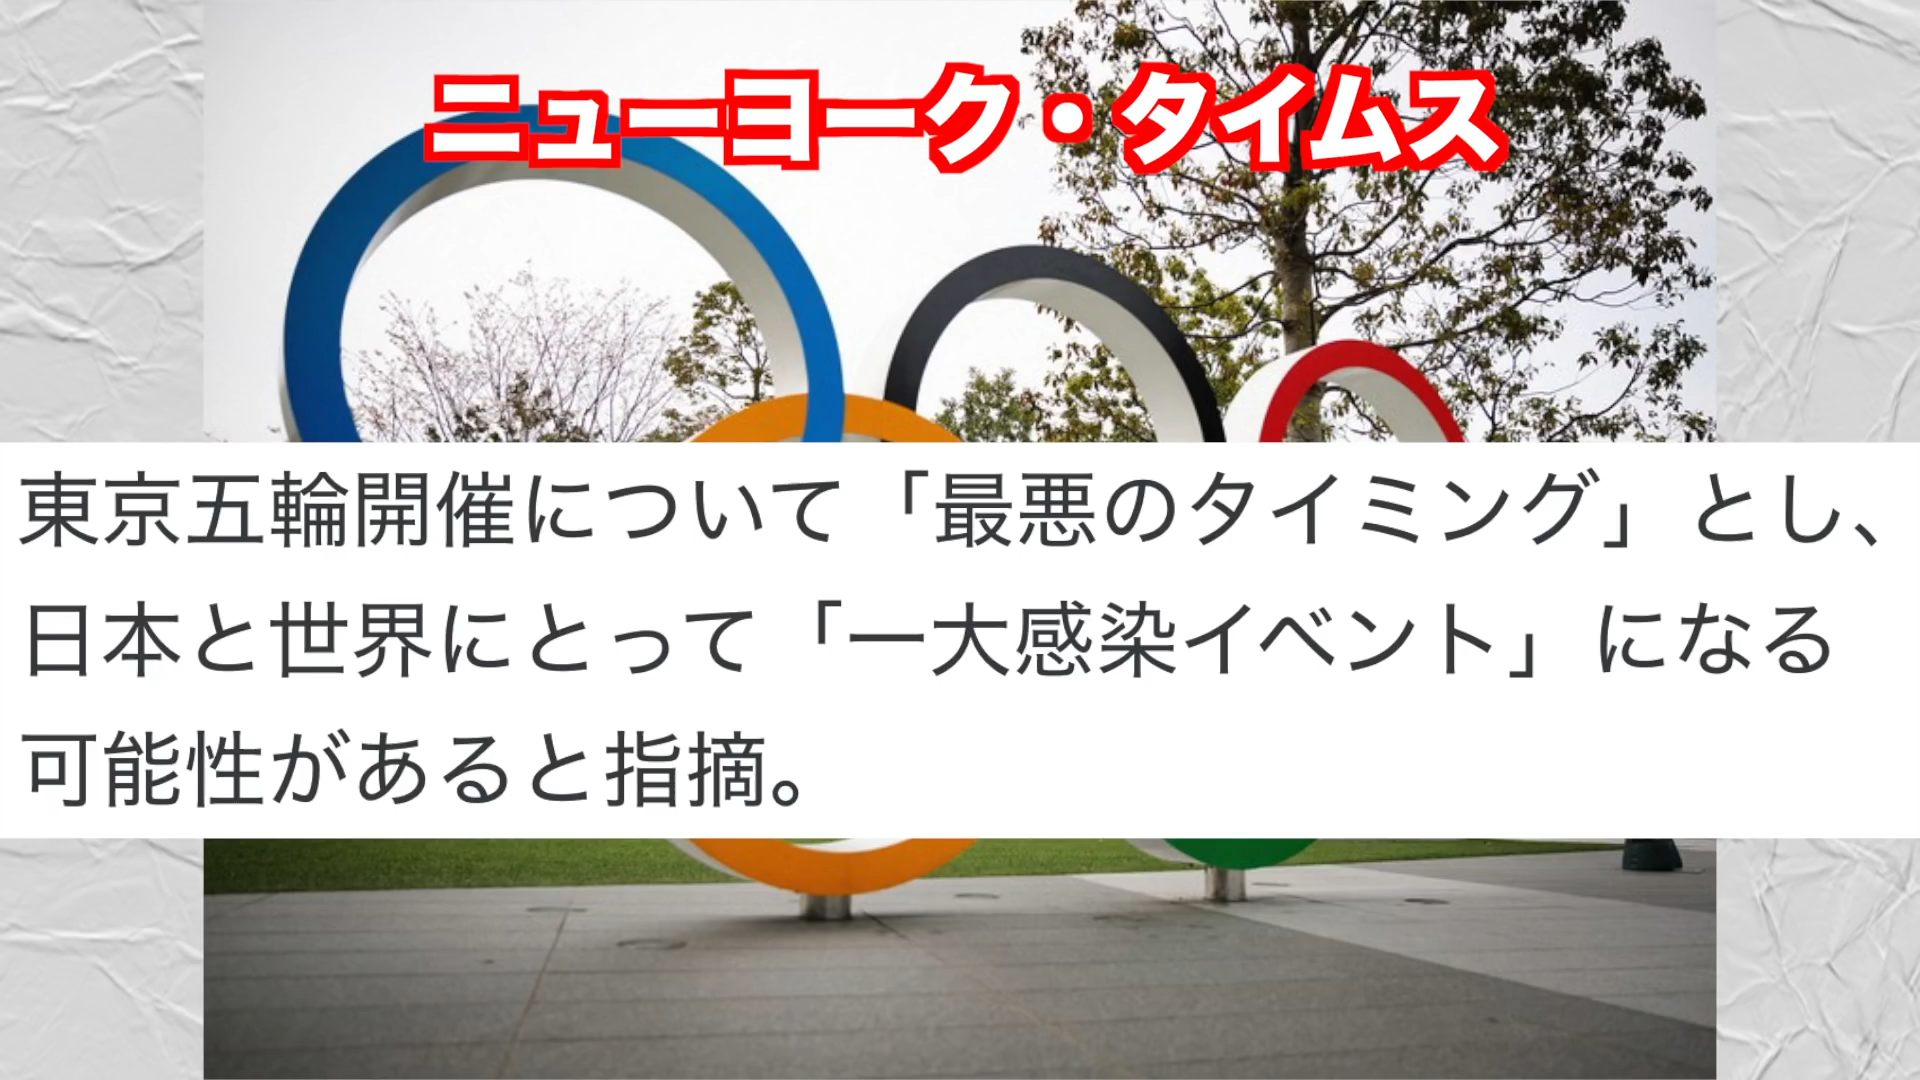 ニューヨーク・タイムス
東京五輪開催について「最悪のタイミング」とし、
日本と世界にとって「一大感染イベント」になる
可能性があると指摘。